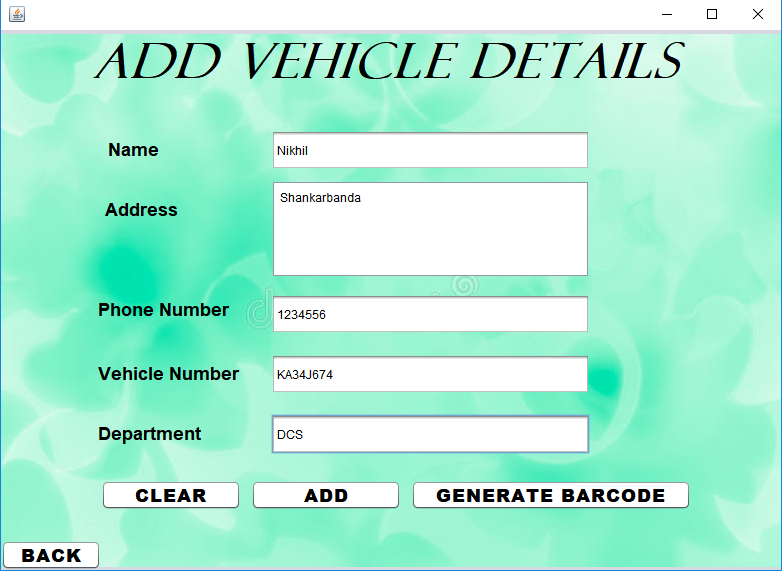 ADD VEHICLE DETAILS
Name
Nikhil
Address
Shankarbanda
Phone Number
1234556
Vehicle Number
KA34J674
Department
DCS
CLEAR ADD GENERATE BARCODE
BACK